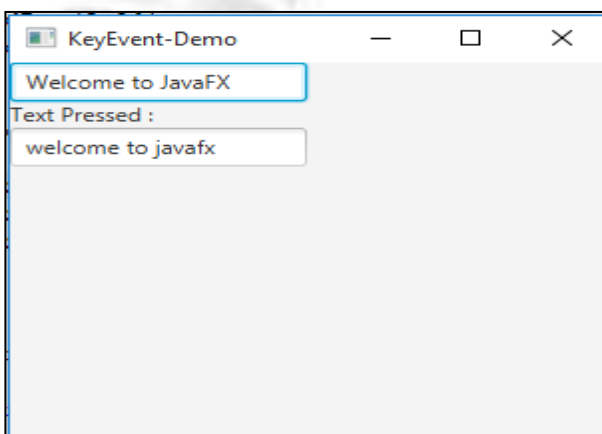 KeyEvent-Demo
Welcome to JavaFX
Text Pressed :
welcome to javafx